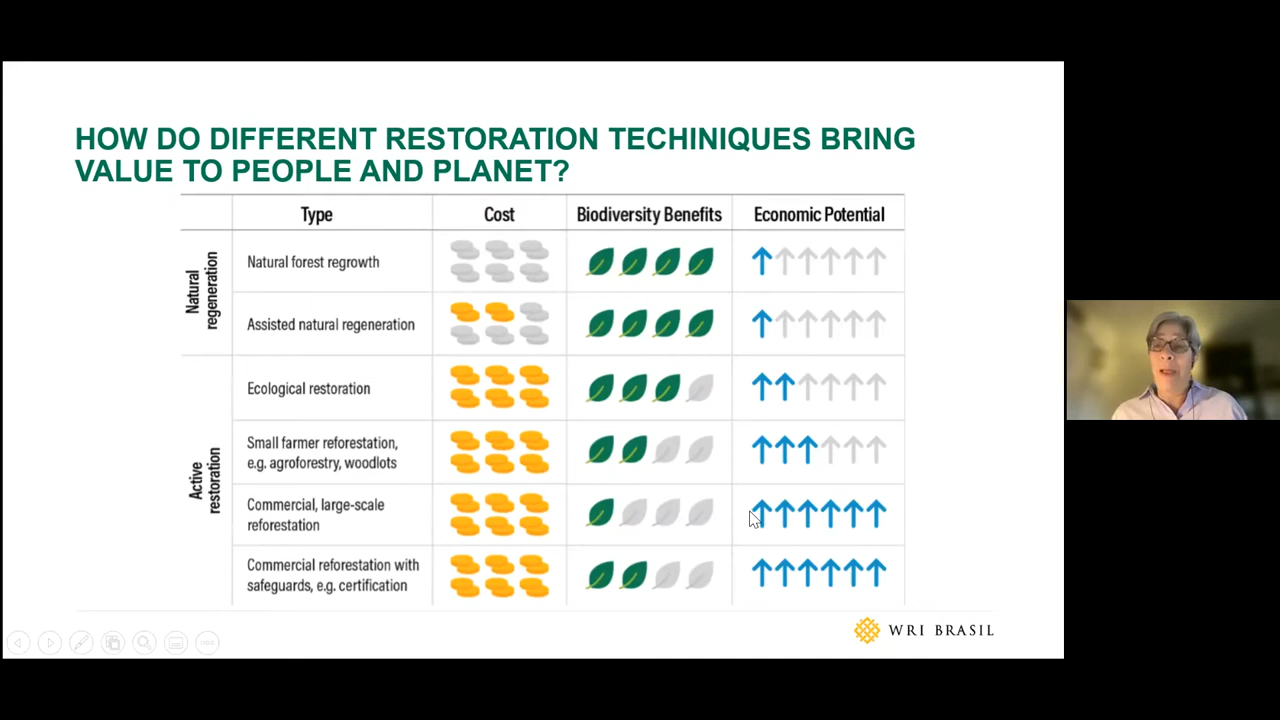 HOW DO DIFFERENT RESTORATION TECHINIQUES BRING
VALUE TO PEOPLE AND PLANET?
Type
Cost
Biodiversity Benefits
Economic Potential
Natural
regeneration
Natural forest regrowth
Assisted natural regeneration
Active
restoration
Ecological restoration
Small farmer reforestation,
e.g. agroforestry, woodlots
Commercial, large-scale
reforestation
Commercial reforestation with
safeguards, e.g. certification
WRI BRASIL